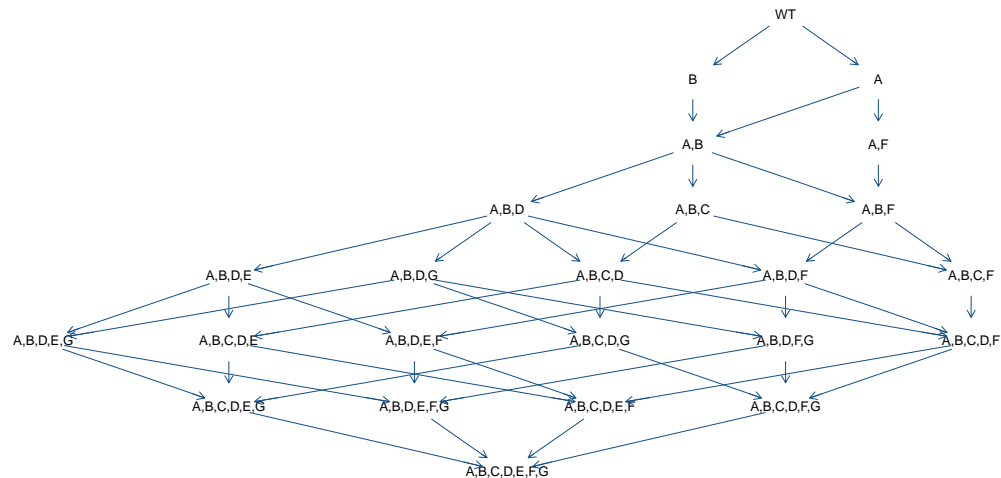 WT
B A
A,B A,F
A,B,D A,B,C A,B,F
A,B,D,E A,B,D,G A,B,C,D A,B,D,F A,B,C,F
A,B,D,E,G A,B,C,D,E A,B,D,E,F A,B,C,D,G A,B,D,F,G A,B,C,D,F
A,B,C,D,E,G A,B,D,E,F,G A,B,C,D,E,F A,B,C,D,F,G
A,B,C,D,E,F,G